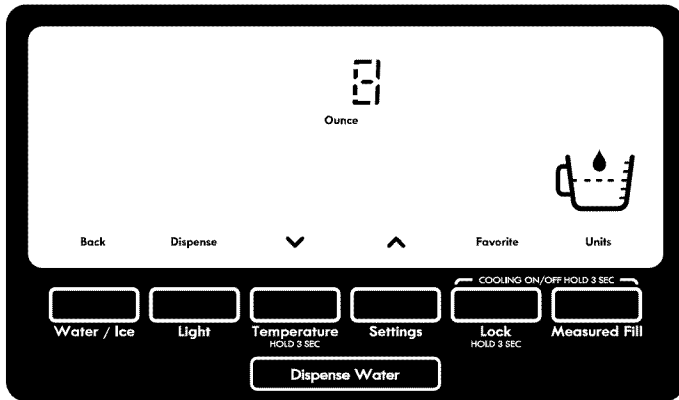 8
Ounce
Back Dispense Favorite Units
COOLING ON/OFF HOLD 3 SEC
Water / Ice Light Temperature Settings Lock Measured Fill
HOLD 3 SEC HOLD 3 SEC
Dispense Water